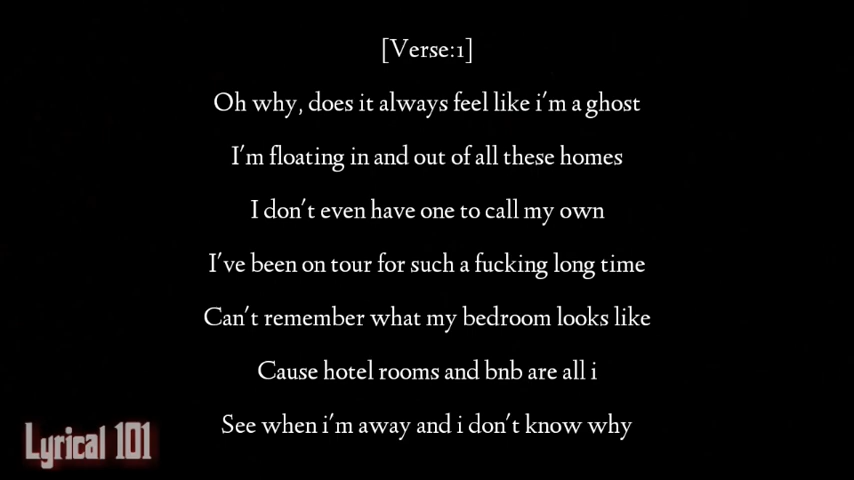 [Verse:1]
Oh why, does it always feel like i'm a ghost
I'm floating in and out of all these homes
I don't even have one to call my own
I've been on tour for such a fucking long time
Can't remember what my bedroom looks like
Cause hotel rooms and bnb are all i
See when i'm away and i don't know why
Lyrical 101